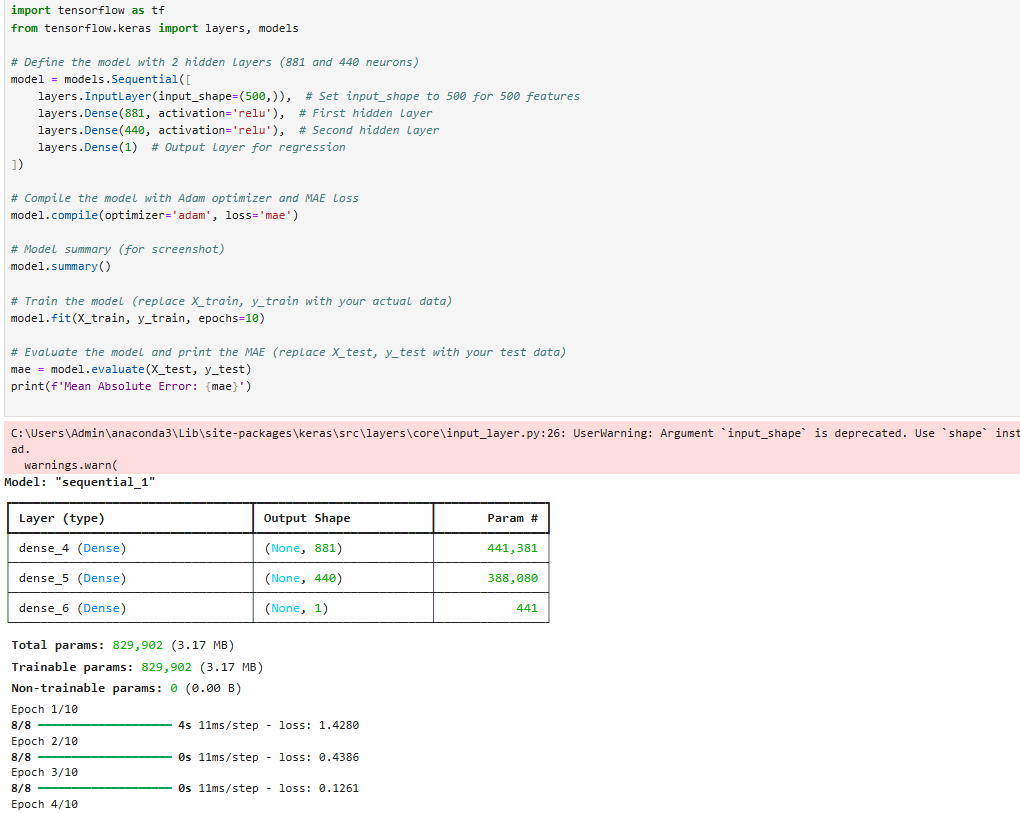 import tensorflow as tf
from tensorflow.keras import layers, models
# Define the model with 2 hidden layers (881 and 440 neurons)
model = models.Sequential([
    layers.InputLayer(input_shape=(500,)),  # Set input_shape to 500 for 500 features
    layers.Dense(881, activation='relu'),  # First hidden layer
    layers.Dense(440, activation='relu'),  # Second hidden layer
    layers.Dense(1)  # Output layer for regression
])
# Compile the model with Adam optimizer and MAE loss
model.compile(optimizer='adam', loss='mae')
# Model summary (for screenshot)
model.summary()
# Train the model (replace X_train, y_train with your actual data)
model.fit(X_train, y_train, epochs=10)
# Evaluate the model and print the MAE (replace X_test, y_test with your test data)
mae = model.evaluate(X_test, y_test)
print(f'Mean Absolute Error: {mae}')
C:\Users\Admin\anaconda3\Lib\site-packages\keras\src\layers\core\input_layer.py:26: UserWarning: Argument `input_shape` is deprecated. Use `shape` inst
ad.
  warnings.warn(
Model: "sequential_1"
Layer (type) Output Shape Param #
dense_4 (Dense) (None, 881) 441,381
dense_5 (Dense) (None, 440) 388,080
dense_6 (Dense) (None, 1) 441
Total params: 829,902 (3.17 MB)
Trainable params: 829,902 (3.17 MB)
Non-trainable params: 0 (0.00 B)
Epoch 1/10
8/8 4s 11ms/step - loss: 1.4280
Epoch 2/10
8/8 0s 11ms/step - loss: 0.4386
Epoch 3/10
8/8 0s 11ms/step - loss: 0.1261
Epoch 4/10